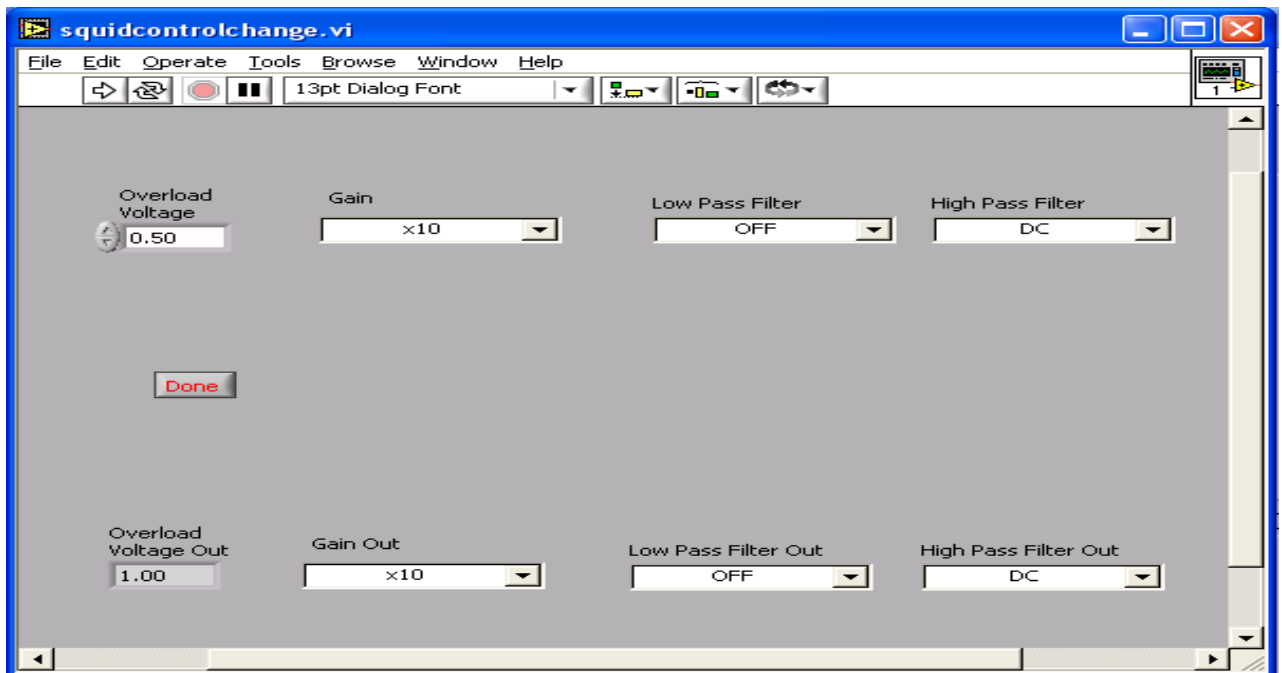 squidcontrolchange.vi
File Edit Operate Tools Browse Window Help
13pt Dialog Font
1
Overload
Voltage
0.50
Gain
x10
Low Pass Filter
OFF
High Pass Filter
DC
Done
Overload
Voltage Out
1.00
Gain Out
x10
Low Pass Filter Out
OFF
High Pass Filter Out
DC